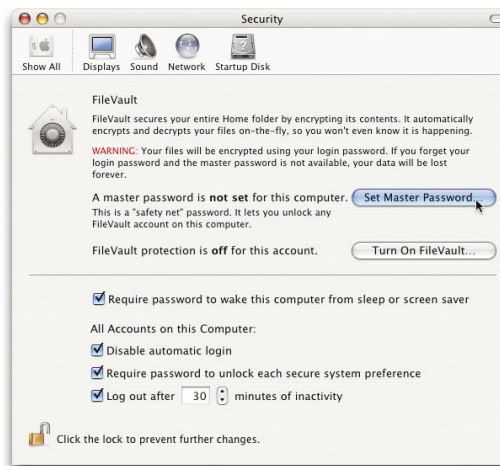 Security
Show All
Displays Sound Network Startup Disk
FileVault
FileVault secures your entire Home folder by encrypting its contents. It automatically
encrypts and decrypts your files on-the-fly, so you won't even know it is happening.
WARNING: Your files will be encrypted using your login password. If you forget your
login password and the master password is not available, your data will be lost
forever.
A master password is not set for this computer. Set Master Password...
This is a "safety net" password. It lets you unlock any
FileVault account on this computer.
FileVault protection is off for this account. Turn On FileVault...
Require password to wake this computer from sleep or screen saver
All Accounts on this Computer:
Disable automatic login
Require password to unlock each secure system preference
Log out after 30 minutes of inactivity
Click the lock to prevent further changes.